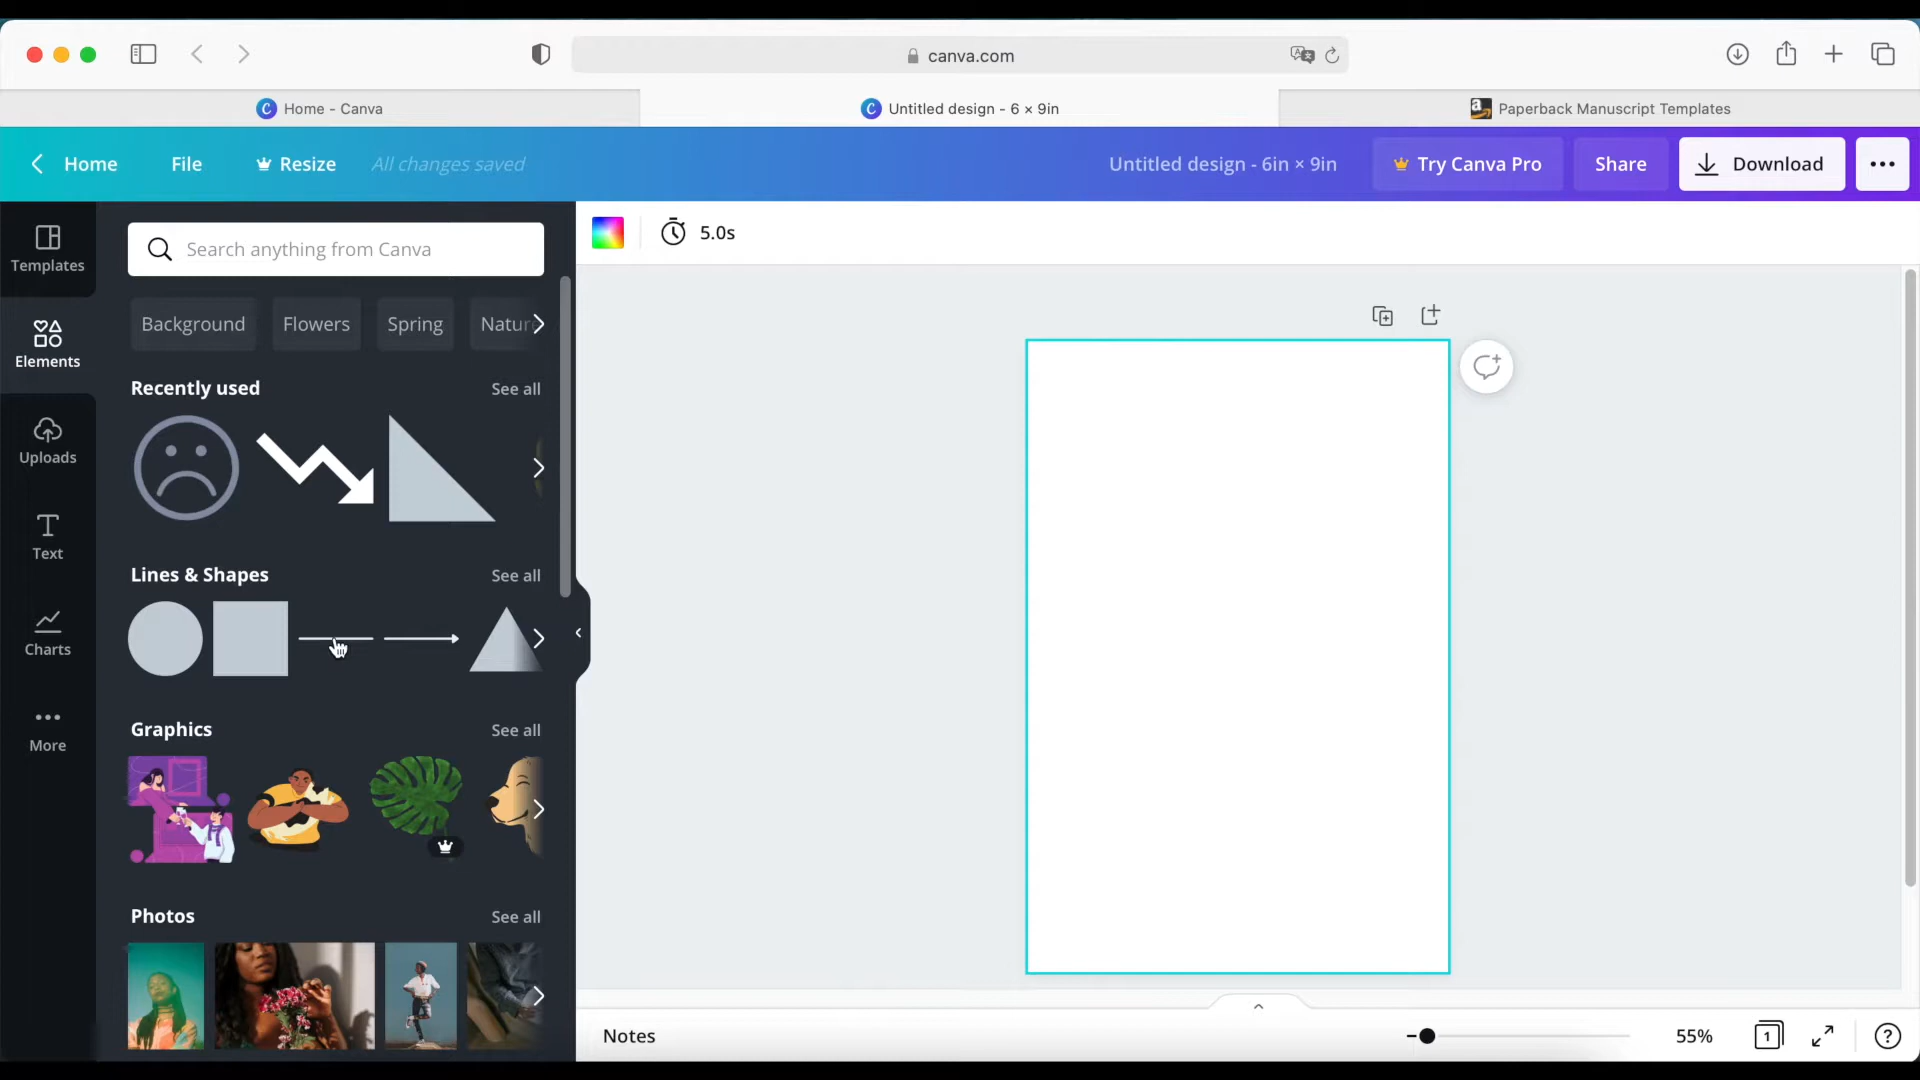 canva.com
Home - Canva
Untitled design - 6 × 9in
Paperback Manuscript Templates
Home
File
Resize
All changes saved
Untitled design - 6in × 9in
Try Canva Pro
Share
Download
Templates
Elements
Uploads
Text
Charts
More
Search anything from Canva
Background
Flowers
Spring
Natur
Recently used
See all
Lines & Shapes
See all
Graphics
See all
Photos
See all
5.0s
Notes
55%
1